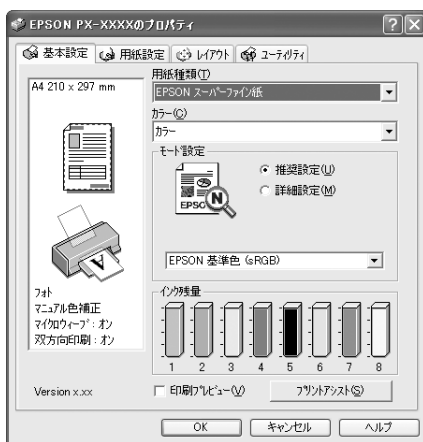 EPSON PX-XXXXのプロパティ
基本設定
用紙設定
レイアウト
ユーティリティ
A4 210 x 297 mm
フォト
マニュアル色補正
マイクロウィーブ：オン
双方向印刷：オン
Version x.xx
用紙種類(T)
EPSON スーパーファイン紙
カラー(C)
カラー
モード設定
EPSO
N
推奨設定(U)
詳細設定(M)
EPSON 基準色 (sRGB)
インク残量
1 2 3 4 5 6 7 8
印刷プレビュー(V)
プリントアシスト(S)
OK
キャンセル
ヘルプ